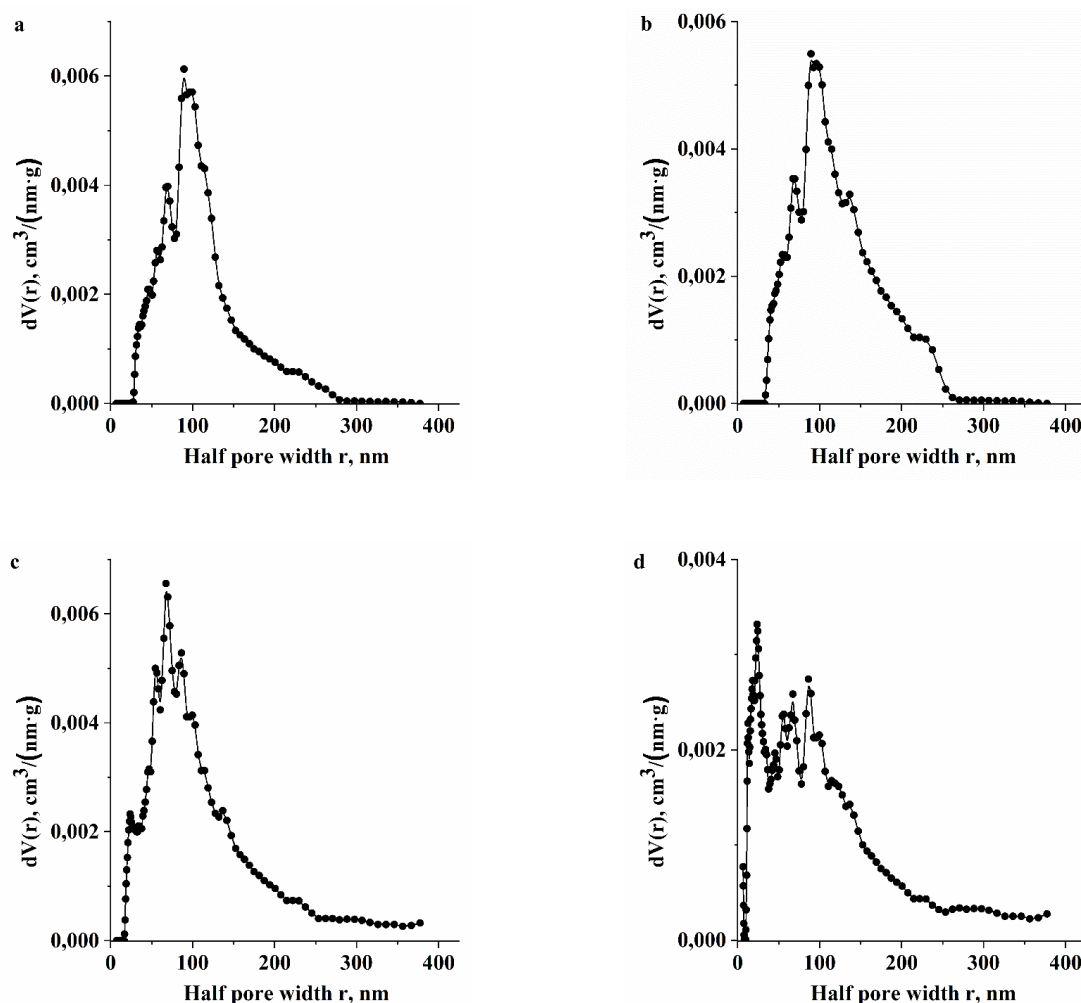 a
0,006
0,004
0,002
0,000
dV(r), cm³/(nm·g)
0 100 200 300 400
Half pore width r, nm
b
0,006
0,004
0,002
0,000
dV(r), cm³/(nm·g)
0 100 200 300 400
Half pore width r, nm
c
0,006
0,004
0,002
0,000
dV(r), cm³/(nm·g)
0 100 200 300 400
Half pore width r, nm
d
0,004
0,002
0,000
dV(r), cm³/(nm·g)
0 100 200 300 400
Half pore width r, nm